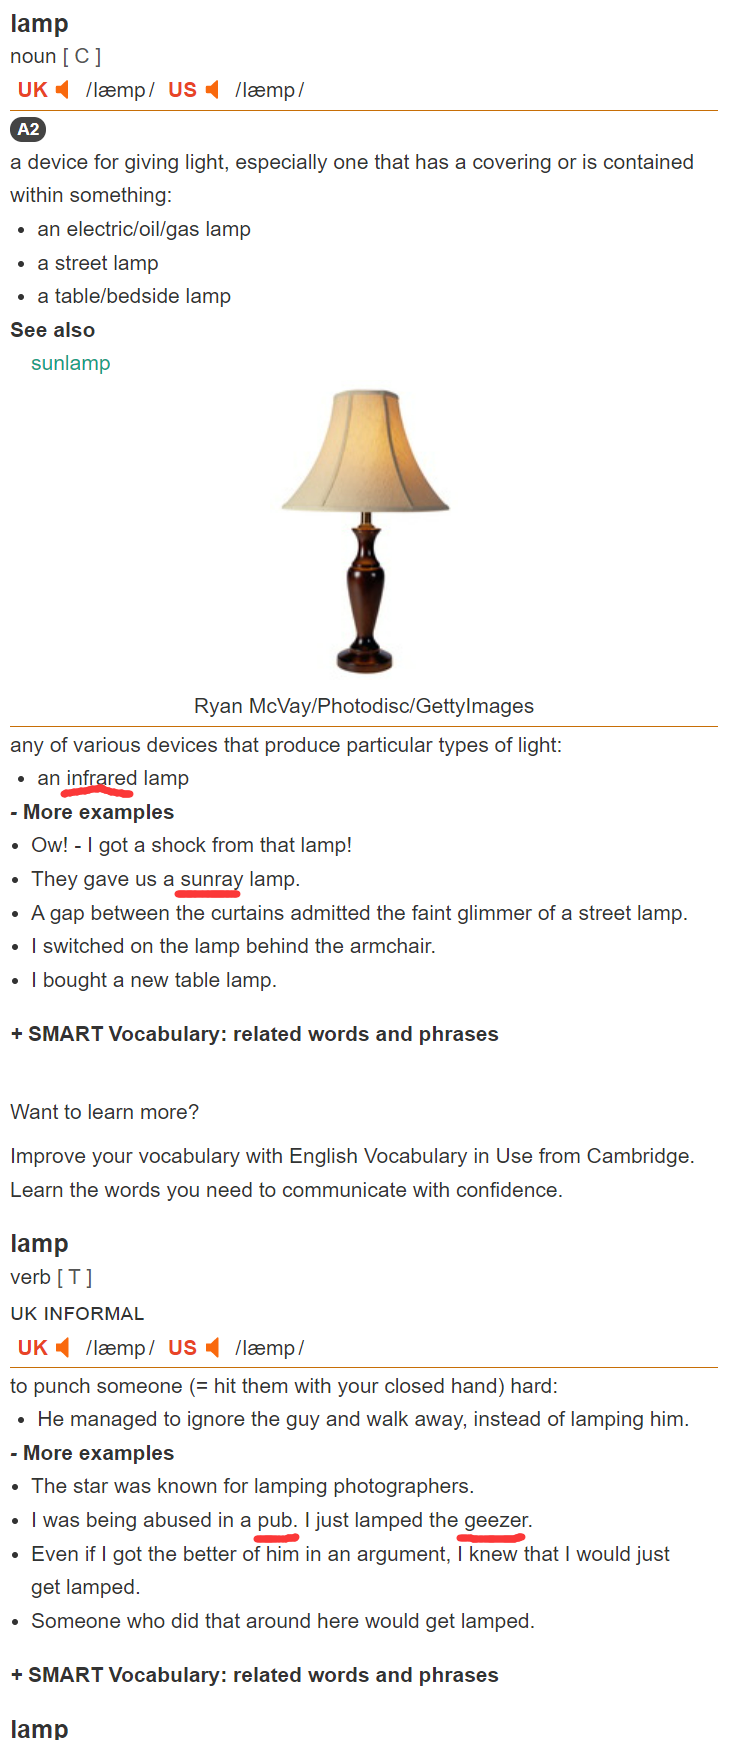 lamp
noun [ C ]
UK /læmp/ US /læmp/
A2
a device for giving light, especially one that has a covering or is contained
within something:
• an electric/oil/gas lamp
• a street lamp
• a table/bedside lamp
See also
sunlamp
Ryan McVay/Photodisc/GettyImages
any of various devices that produce particular types of light:
• an infrared lamp
- More examples
• Ow! - I got a shock from that lamp!
• They gave us a sunray lamp.
• A gap between the curtains admitted the faint glimmer of a street lamp.
• I switched on the lamp behind the armchair.
• I bought a new table lamp.
+ SMART Vocabulary: related words and phrases
Want to learn more?
Improve your vocabulary with English Vocabulary in Use from Cambridge.
Learn the words you need to communicate with confidence.
lamp
verb [ T ]
UK INFORMAL
UK /læmp/ US /læmp/
to punch someone (= hit them with your closed hand) hard:
• He managed to ignore the guy and walk away, instead of lamping him.
- More examples
• The star was known for lamping photographers.
• I was being abused in a pub. I just lamped the geezer.
• Even if I got the better of him in an argument, I knew that I would just
get lamped.
• Someone who did that around here would get lamped.
+ SMART Vocabulary: related words and phrases
lamp